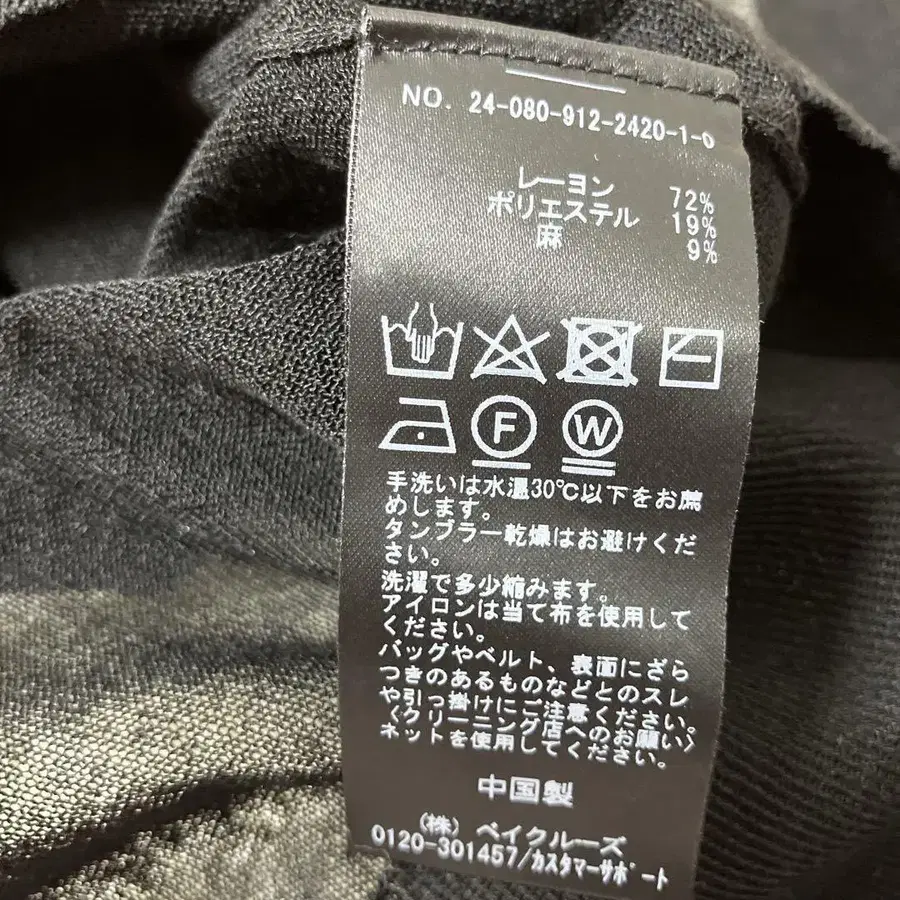 NO. 24-080-912-2420-1-0
レーヨン 72%
ポリエステル 19%
麻 9%
F W
手洗いは水温30℃以下をお薦
めします。
タンブラー乾燥はお避けくだ
さい。
洗濯で多少縮みます。
アイロンは当て布を使用して
ください。
バッグやベルト、表面にざら
つきのあるものなどとのスレ
や引っ掛けにご注意ください。
〈クリーニング店へのお願い〉
ネットを使用してください。
中国製
(株) ベイクルーズ
0120-301457/カスタマーサポート